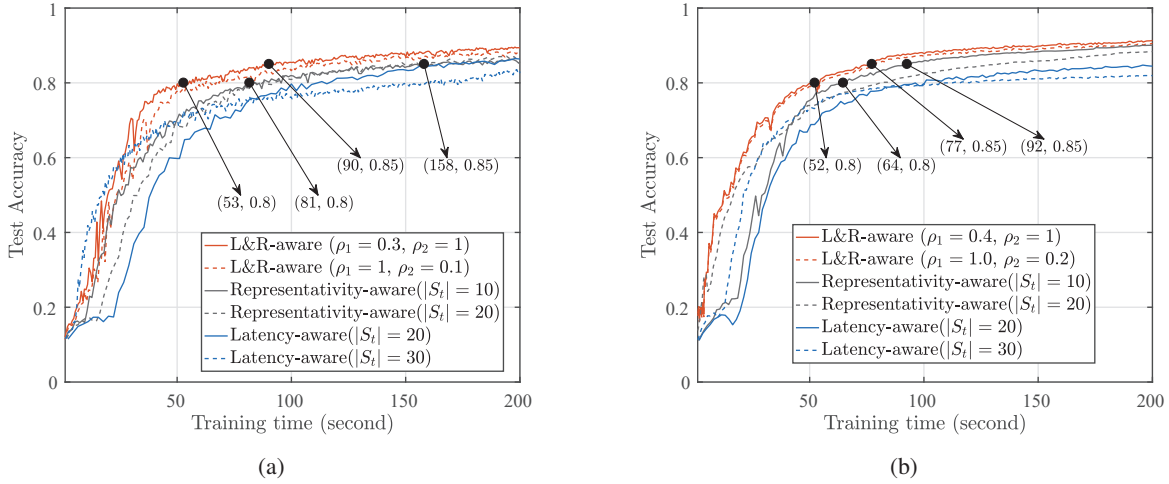 1
0.8
0.6
0.4
0.2
0
Test Accuracy
50
100
150
200
Training time (second)
(53, 0.8)
(81, 0.8)
(90, 0.85)
(158, 0.85)
L&R-aware (ρ₁ = 0.3, ρ₂ = 1)
L&R-aware (ρ₁ = 1, ρ₂ = 0.1)
Representativity-aware(|Sₜ| = 10)
Representativity-aware(|Sₜ| = 20)
Latency-aware(|Sₜ| = 20)
Latency-aware(|Sₜ| = 30)
(a)
1
0.8
0.6
0.4
0.2
0
Test Accuracy
50
100
150
200
Training time (second)
(52, 0.8)
(64, 0.8)
(77, 0.85)
(92, 0.85)
L&R-aware (ρ₁ = 0.4, ρ₂ = 1)
L&R-aware (ρ₁ = 1.0, ρ₂ = 0.2)
Representativity-aware(|Sₜ| = 10)
Representativity-aware(|Sₜ| = 20)
Latency-aware(|Sₜ| = 20)
Latency-aware(|Sₜ| = 30)
(b)